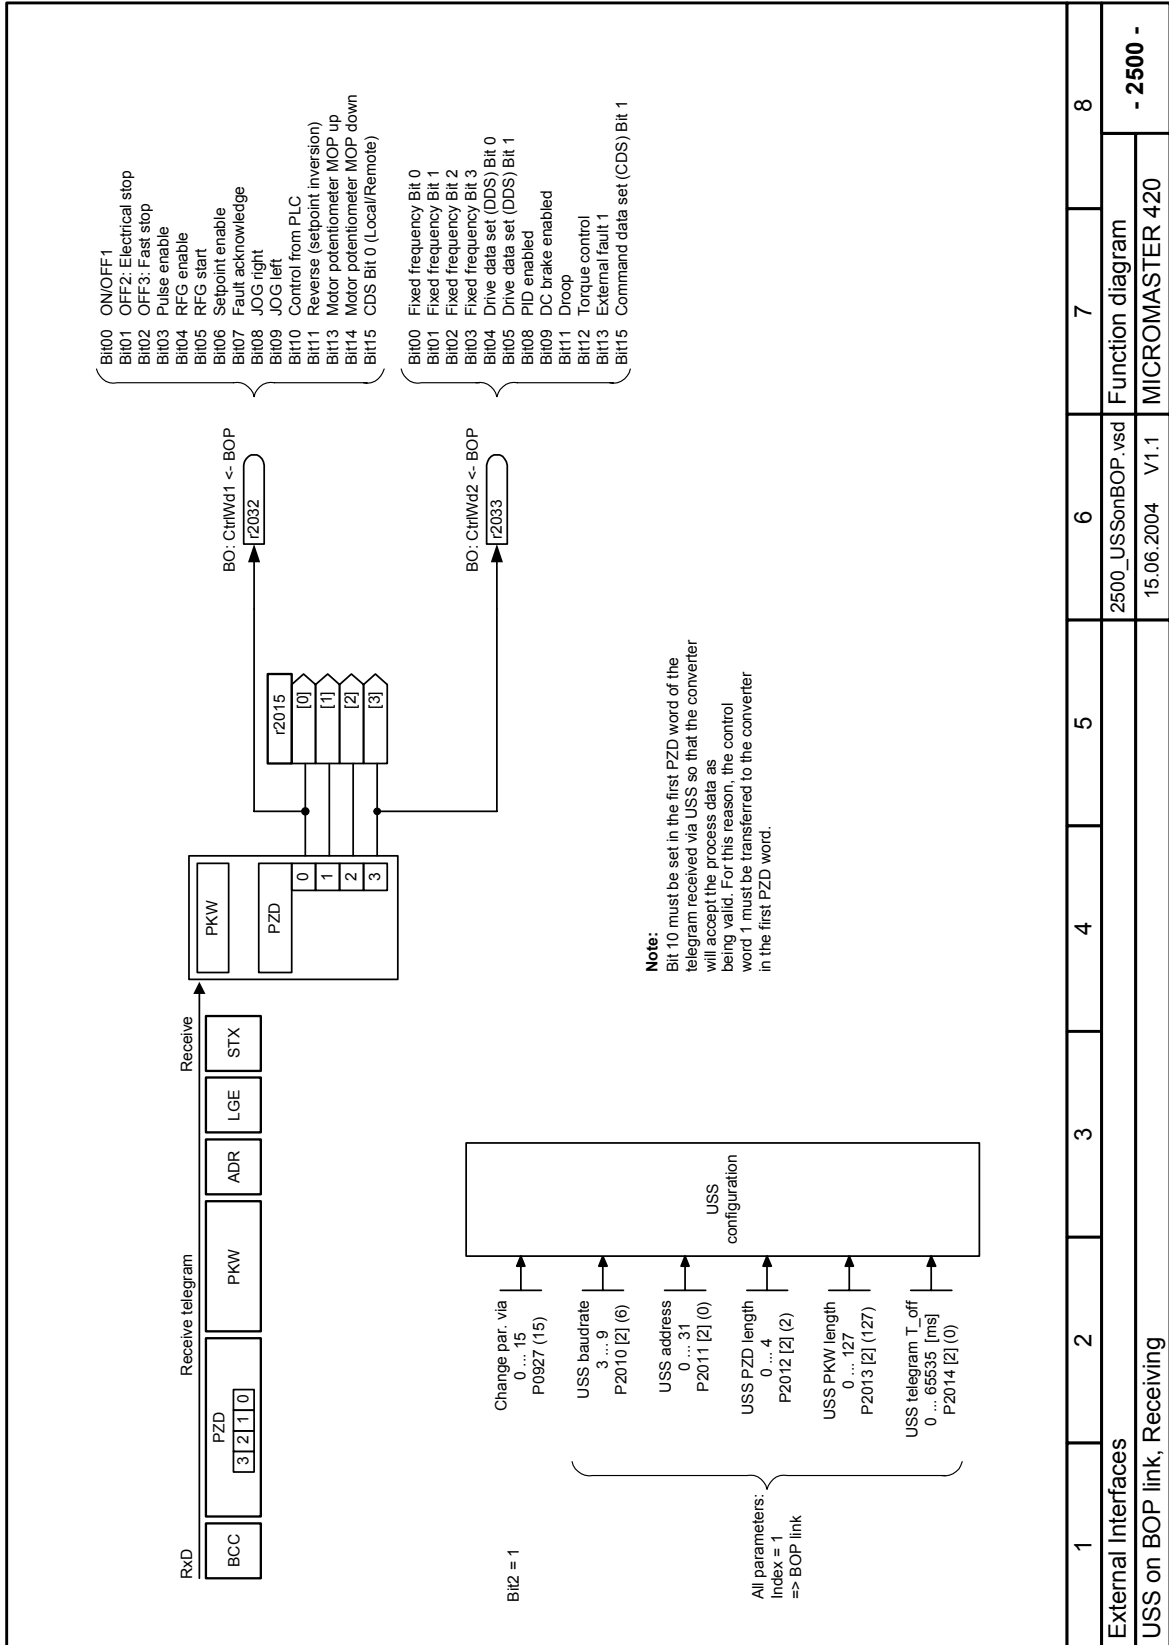 RxD
Receive telegram
Receive
BCC
PZD
3 2 1 0
PKW
ADR
LGE
STX
PKW
PZD
0
1
2
3
r2015
[0]
[1]
[2]
[3]
BO: CtrlWd1 <- BOP
r2032
BO: CtrlWd2 <- BOP
r2033
Bit00 ON/OFF1
Bit01 OFF2: Electrical stop
Bit02 OFF3: Fast stop
Bit03 Pulse enable
Bit04 RFG enable
Bit05 RFG start
Bit06 Setpoint enable
Bit07 Fault acknowledge
Bit08 JOG right
Bit09 JOG left
Bit10 Control from PLC
Bit11 Reverse (setpoint inversion)
Bit13 Motor potentiometer MOP up
Bit14 Motor potentiometer MOP down
Bit15 CDS Bit 0 (Local/Remote)
Bit00 Fixed frequency Bit 0
Bit01 Fixed frequency Bit 1
Bit02 Fixed frequency Bit 2
Bit03 Fixed frequency Bit 3
Bit04 Drive data set (DDS) Bit 0
Bit05 Drive data set (DDS) Bit 1
Bit08 PID enabled
Bit09 DC brake enabled
Bit11 Droop
Bit12 Torque control
Bit13 External fault 1
Bit15 Command data set (CDS) Bit 1
Bit2 = 1
All parameters:
Index = 1
=> BOP link
Change par. via
0 ... 15
P0927 (15)
USS baudrate
3 ... 9
P2010 [2] (6)
USS address
0 ... 31
P2011 [2] (0)
USS PZD length
0 ... 4
P2012 [2] (2)
USS PKW length
0 ... 127
P2013 [2] (127)
USS telegram T_off
0 ... 65535 [ms]
P2014 [2] (0)
USS
configuration
Note:
Bit 10 must be set in the first PZD word of the
telegram received via USS so that the converter
will accept the process data as
being valid. For this reason, the control
word 1 must be transferred to the converter
in the first PZD word.
1 2 3 4 5 6 7 8
External Interfaces
2500_USSonBOP.vsd
Function diagram
- 2500 -
USS on BOP link, Receiving
15.06.2004 V1.1
MICROMASTER 420